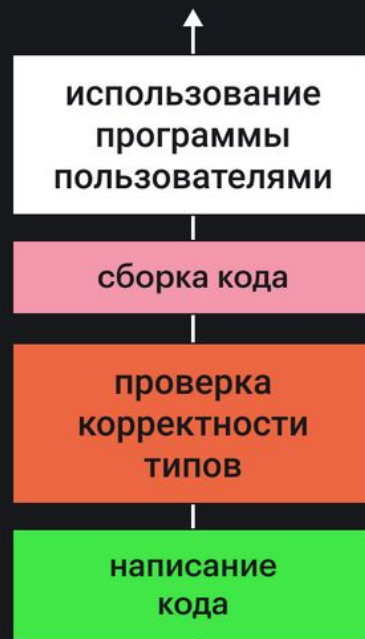 использование
программы
пользователями
сборка кода
проверка
корректности
типов
написание
кода